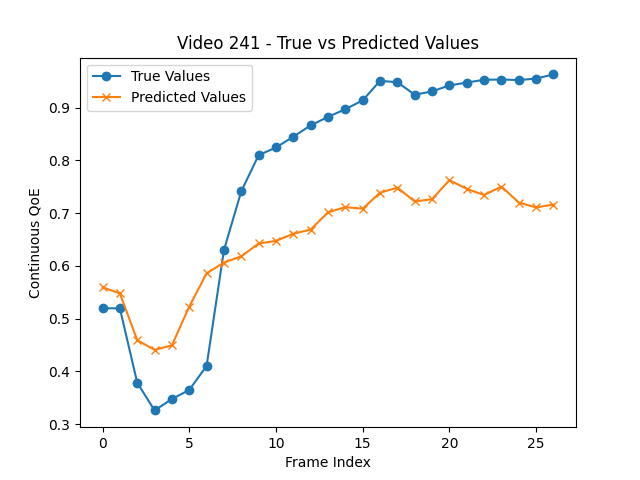 Video 241 - True vs Predicted Values
True Values
Predicted Values
Continuous QoE
0.9
0.8
0.7
0.6
0.5
0.4
0.3
0 5 10 15 20 25
Frame Index